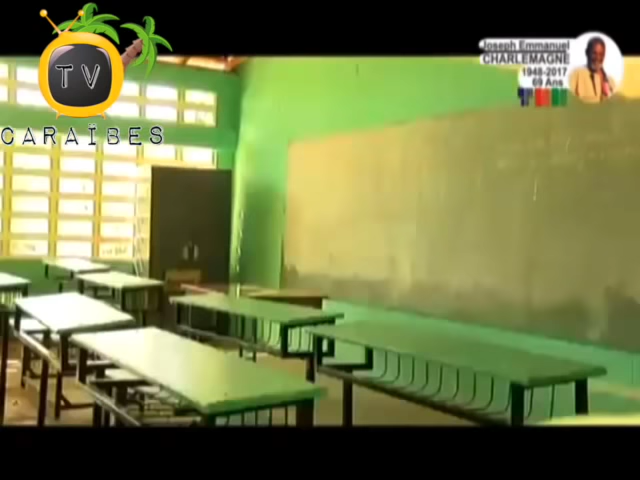 TV
CARAÏBES
Joseph Emmanuel
CHARLEMAGNE
1948-2017
69 Ans